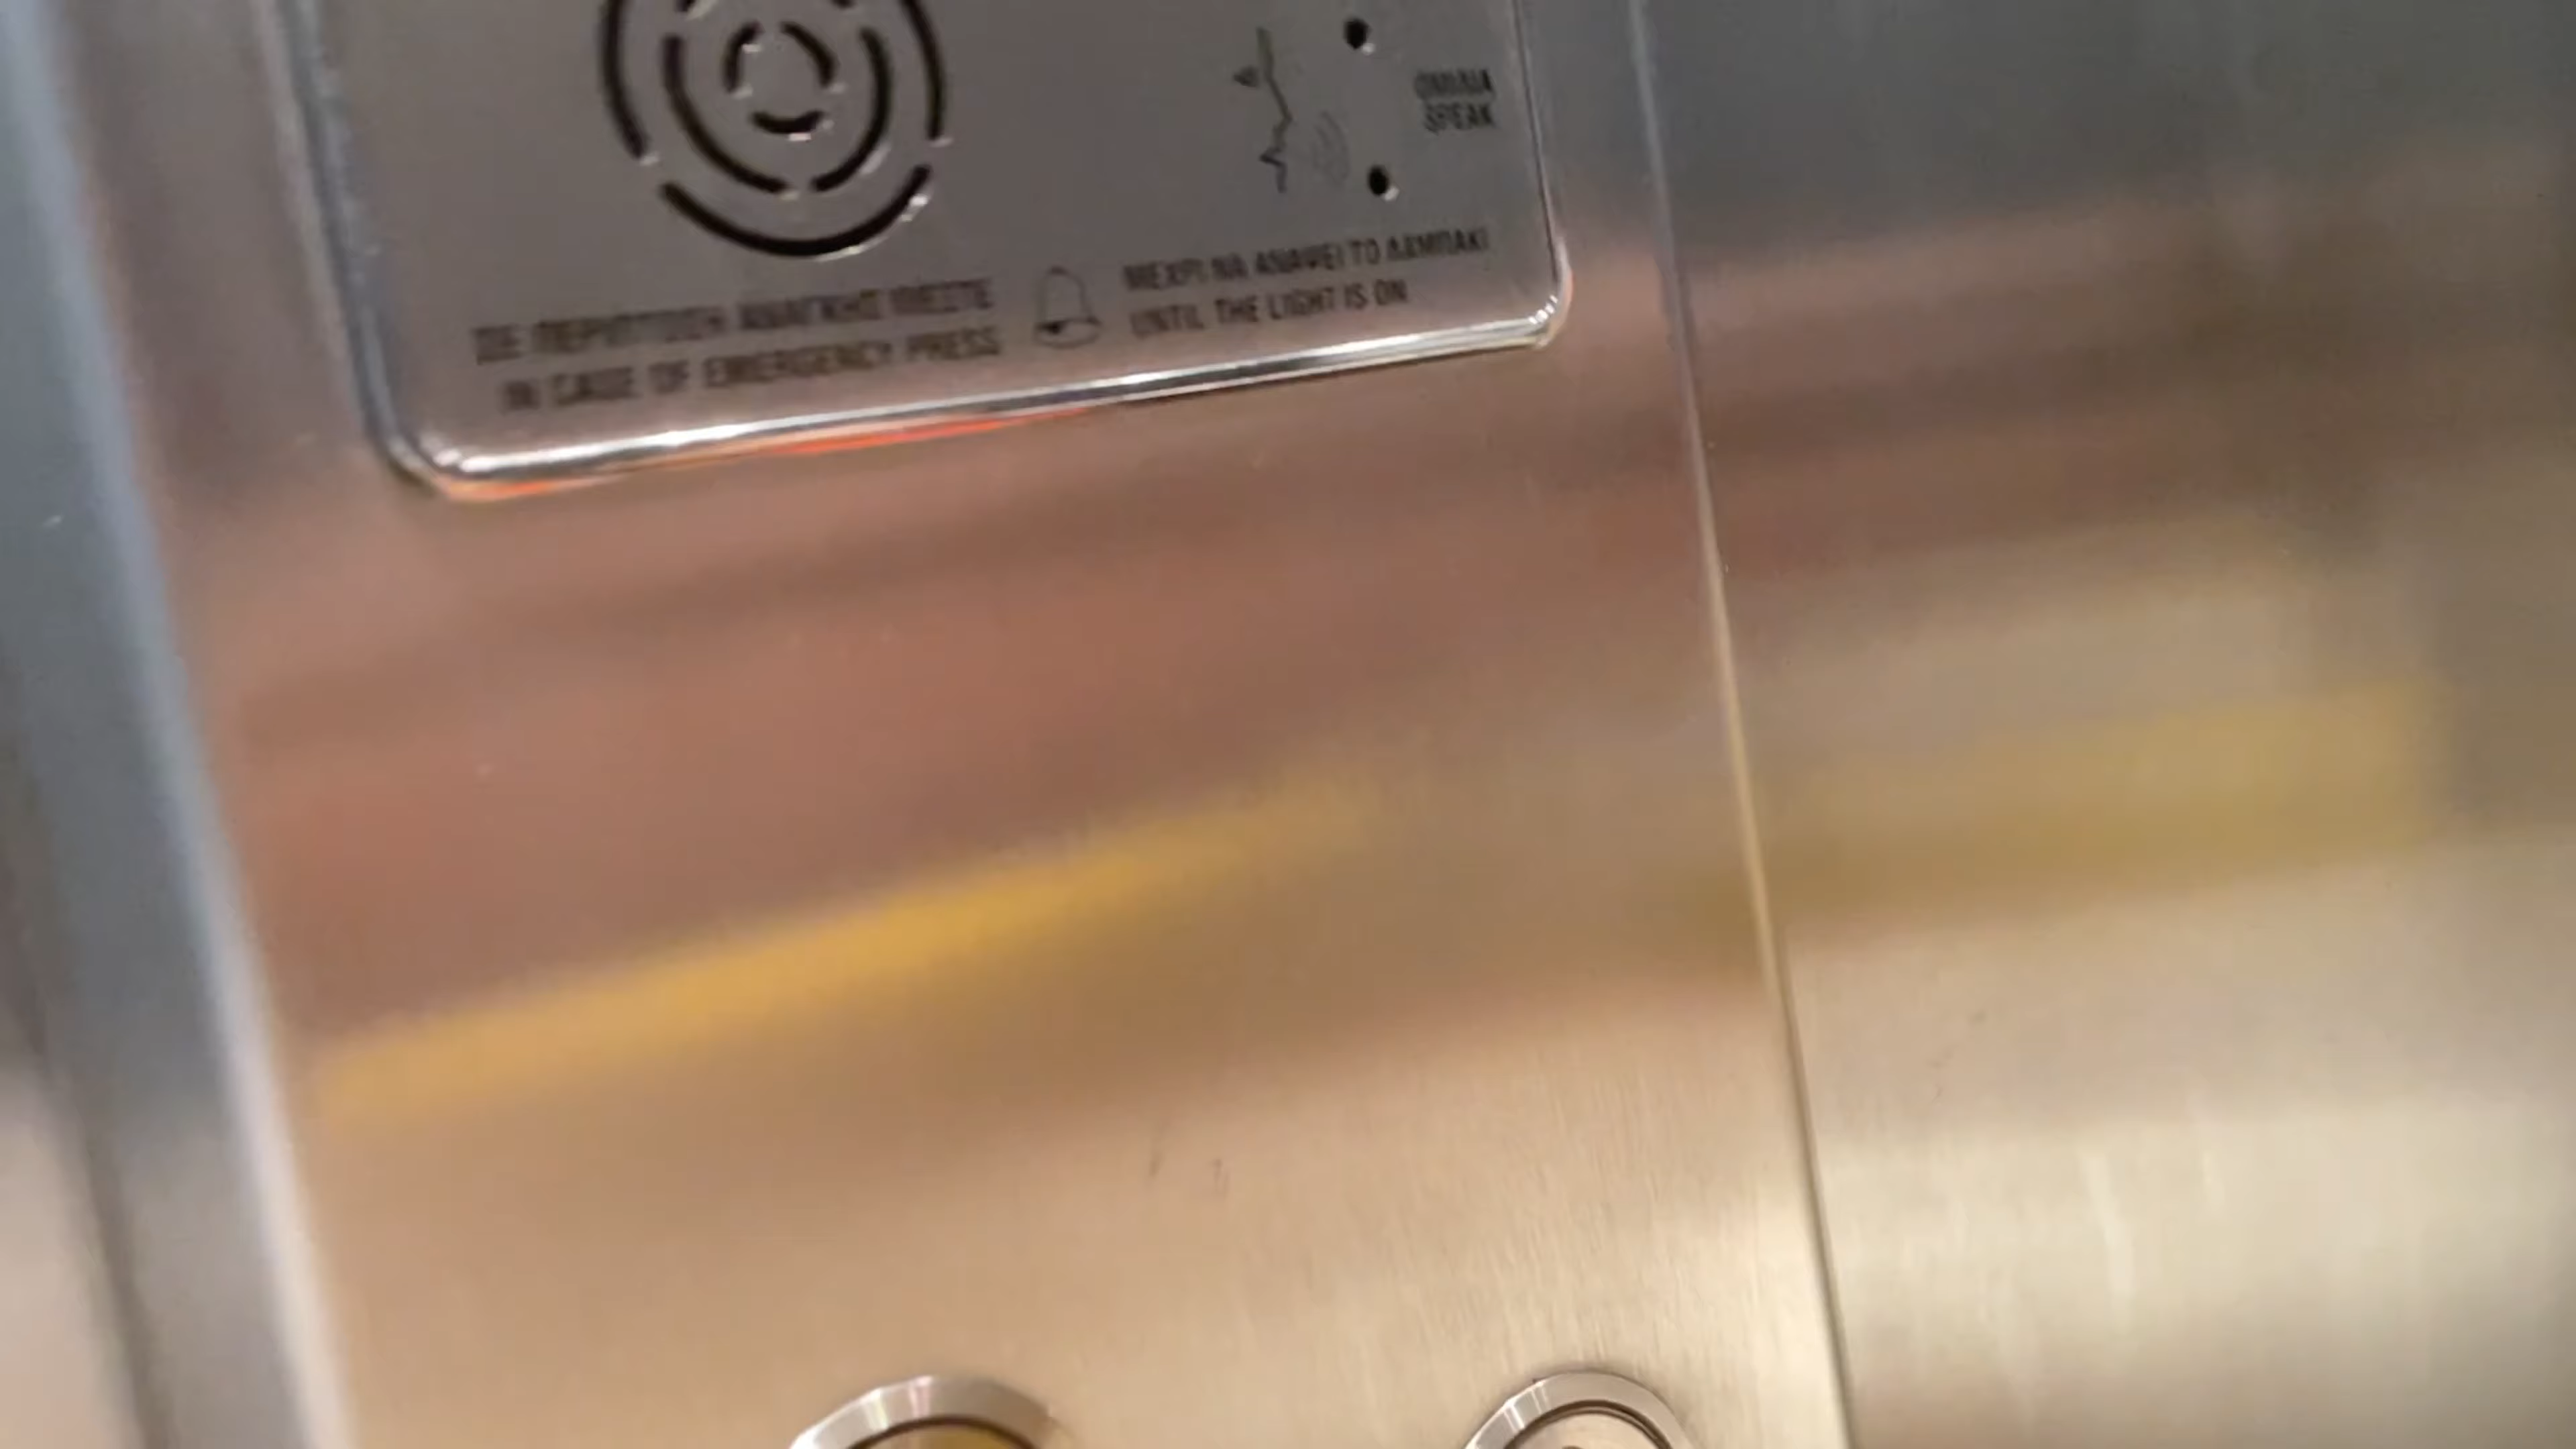 ΟΜΙΛΙΑ
SPEAK
ΣΕ ΠΕΡΙΠΤΩΣΗ ΑΝΑΓΚΗΣ ΠΙΕΣΤΕ
IN CASE OF EMERGENCY PRESS
ΜΕΧΡΙ ΝΑ ΑΝΑΨΕΙ ΤΟ ΛΑΜΠΑΚΙ
UNTIL THE LIGHT IS ON